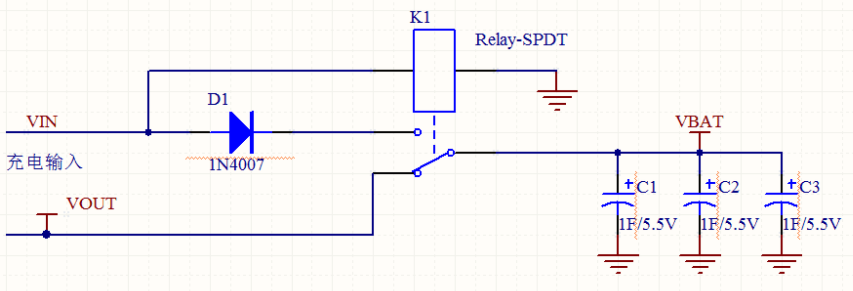 K1
Relay-SPDT
D1
VIN
VBAT
充电输入
1N4007
VOUT
C1
C2
C3
1F/5.5V
1F/5.5V
1F/5.5V